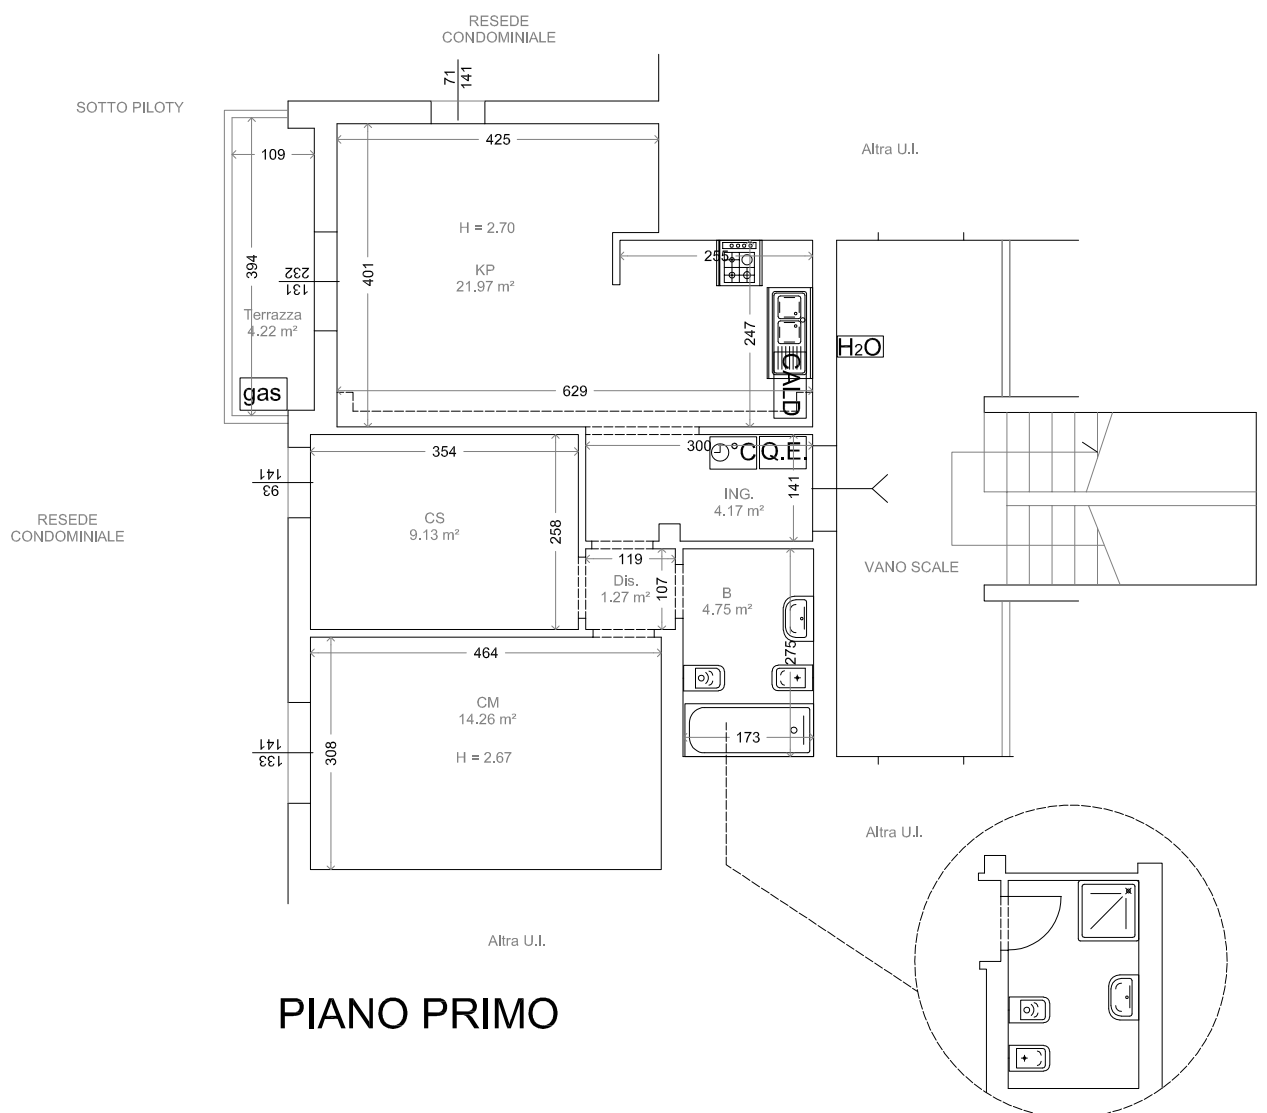 RESEDE
CONDOMINIALE
71
141
SOTTO PILOTY
109
425
Altra U.I.
H = 2.70
255
394
232
131
401
KP
21.97 m²
Terrazza
4.22 m²
247
H2O
gas
629
CALD
354
300
°C
Q.E.
141
93
141
ING.
4.17 m²
CS
9.13 m²
258
RESEDE
CONDOMINIALE
119
Dis.
1.27 m²
107
B
4.75 m²
VANO SCALE
464
275
CM
14.26 m²
141
133
308
H = 2.67
173
Altra U.I.
Altra U.I.
PIANO PRIMO